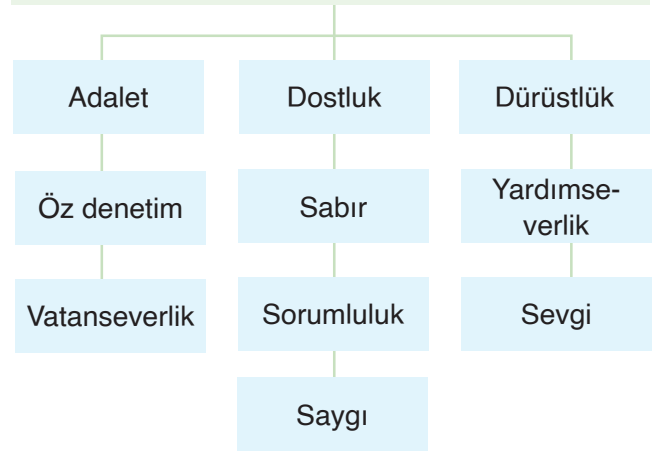 Adalet
Dostluk
Dürüstlük
Öz denetim
Sabır
Yardımse-
verlik
Vatanseverlik
Sorumluluk
Sevgi
Saygı